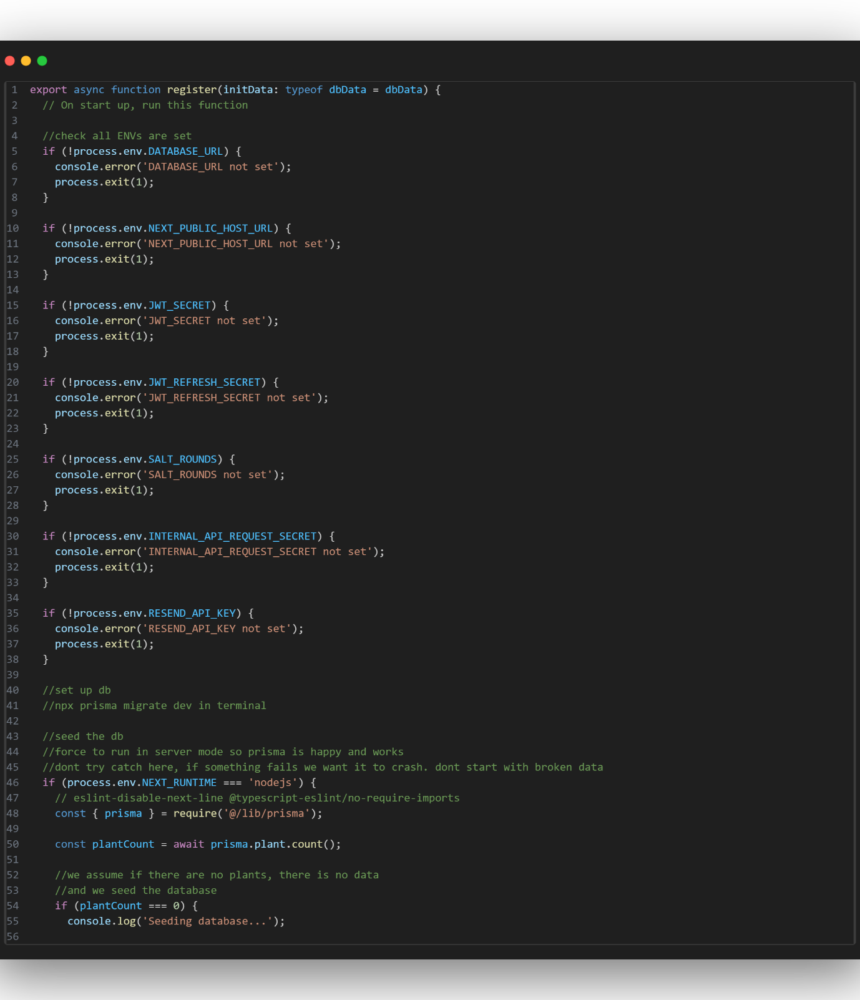 1 export async function register(initData: typeof dbData = dbData) {
2   // On start up, run this function
3
4   //check all ENVs are set
5   if (!process.env.DATABASE_URL) {
6     console.error('DATABASE_URL not set');
7     process.exit(1);
8   }
9
10   if (!process.env.NEXT_PUBLIC_HOST_URL) {
11     console.error('NEXT_PUBLIC_HOST_URL not set');
12     process.exit(1);
13   }
14
15   if (!process.env.JWT_SECRET) {
16     console.error('JWT_SECRET not set');
17     process.exit(1);
18   }
19
20   if (!process.env.JWT_REFRESH_SECRET) {
21     console.error('JWT_REFRESH_SECRET not set');
22     process.exit(1);
23   }
24
25   if (!process.env.SALT_ROUNDS) {
26     console.error('SALT_ROUNDS not set');
27     process.exit(1);
28   }
29
30   if (!process.env.INTERNAL_API_REQUEST_SECRET) {
31     console.error('INTERNAL_API_REQUEST_SECRET not set');
32     process.exit(1);
33   }
34
35   if (!process.env.RESEND_API_KEY) {
36     console.error('RESEND_API_KEY not set');
37     process.exit(1);
38   }
39
40   //set up db
41   //npx prisma migrate dev in terminal
42
43   //seed the db
44   //force to run in server mode so prisma is happy and works
45   //dont try catch here, if something fails we want it to crash. dont start with broken data
46   if (process.env.NEXT_RUNTIME === 'nodejs') {
47     // eslint-disable-next-line @typescript-eslint/no-require-imports
48     const { prisma } = require('@/lib/prisma');
49
50     const plantCount = await prisma.plant.count();
51
52     //we assume if there are no plants, there is no data
53     //and we seed the database
54     if (plantCount === 0) {
55       console.log('Seeding database...');
56